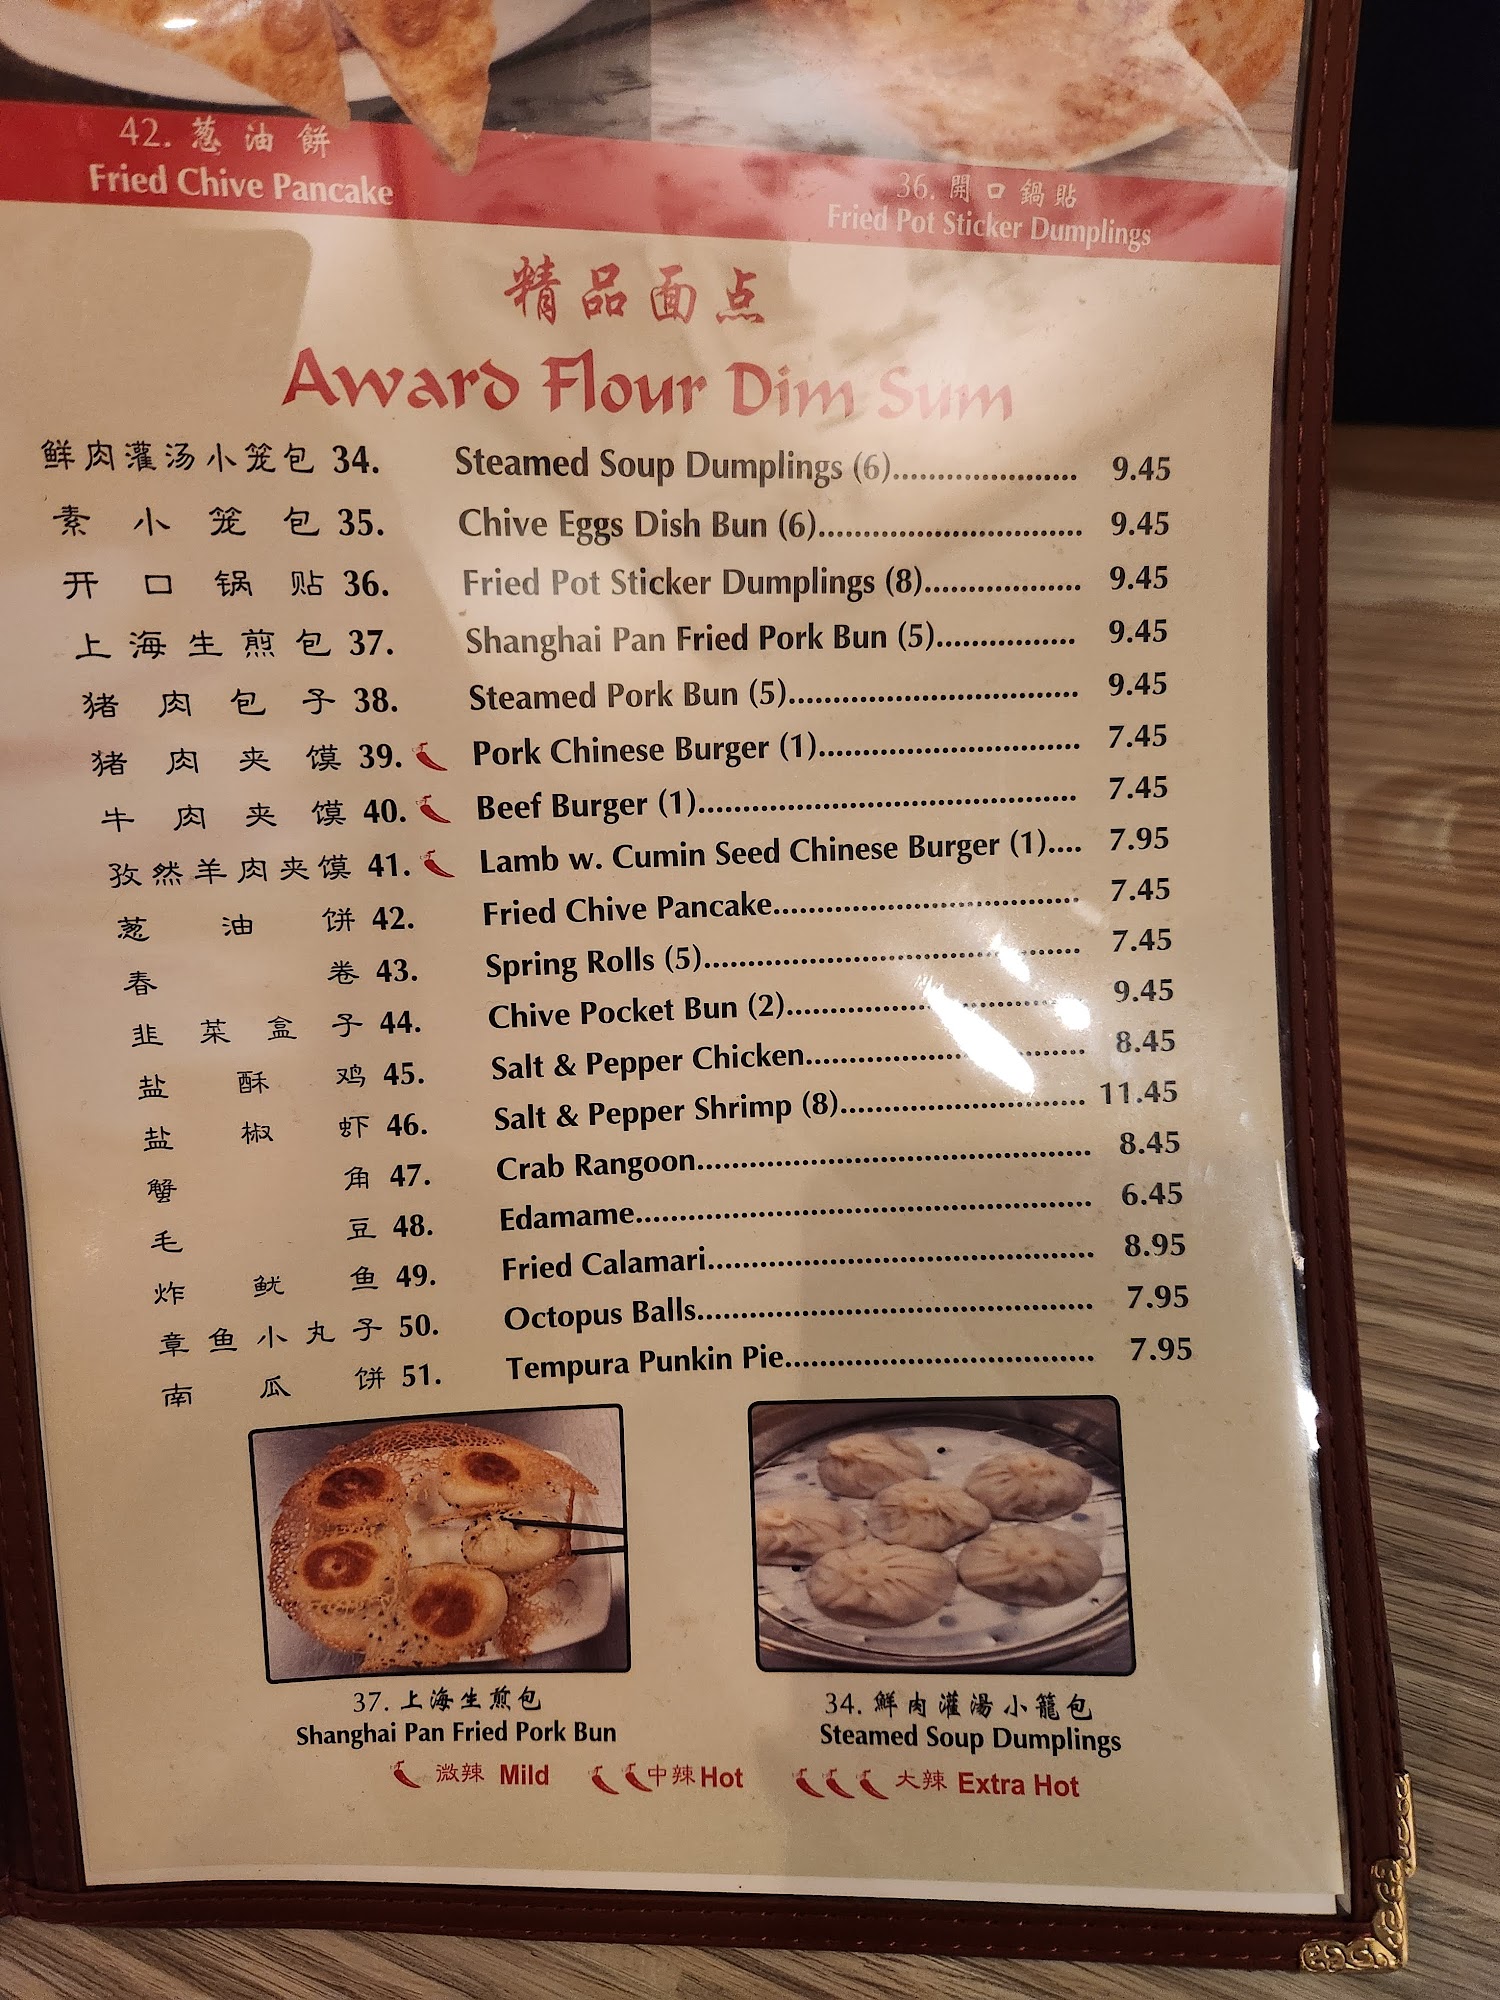 42. 葱油餅
Fried Chive Pancake
36. 開口鍋貼
Fried Pot Sticker Dumplings
精品面点
Award Flour Dim Sum
鲜肉灌汤小笼包 34. Steamed Soup Dumplings (6)..................... 9.45
素小笼包 35. Chive Eggs Dish Bun (6).............................. 9.45
开口锅贴 36. Fried Pot Sticker Dumplings (8).................. 9.45
上海生煎包 37. Shanghai Pan Fried Pork Bun (5)................ 9.45
猪肉包子 38. Steamed Pork Bun (5)................................. 9.45
猪肉夹馍 39. Pork Chinese Burger (1).............................. 7.45
牛肉夹馍 40. Beef Burger (1)........................................... 7.45
孜然羊肉夹馍 41. Lamb w. Cumin Seed Chinese Burger (1).... 7.95
葱油饼 42. Fried Chive Pancake................................... 7.45
春卷 43. Spring Rolls (5)........................................... 7.45
韭菜盒子 44. Chive Pocket Bun (2)................................. 9.45
盐酥鸡 45. Salt & Pepper Chicken................................ 8.45
盐椒虾 46. Salt & Pepper Shrimp (8)............................ 11.45
蟹角 47. Crab Rangoon............................................. 8.45
毛豆 48. Edamame.................................................... 6.45
炸鱿鱼 49. Fried Calamari............................................ 8.95
章鱼小丸子 50. Octopus Balls............................................. 7.95
南瓜饼 51. Tempura Punkin Pie................................... 7.95
37. 上海生煎包
Shanghai Pan Fried Pork Bun
34. 鮮肉灌湯小籠包
Steamed Soup Dumplings
微辣 Mild 中辣 Hot 大辣 Extra Hot